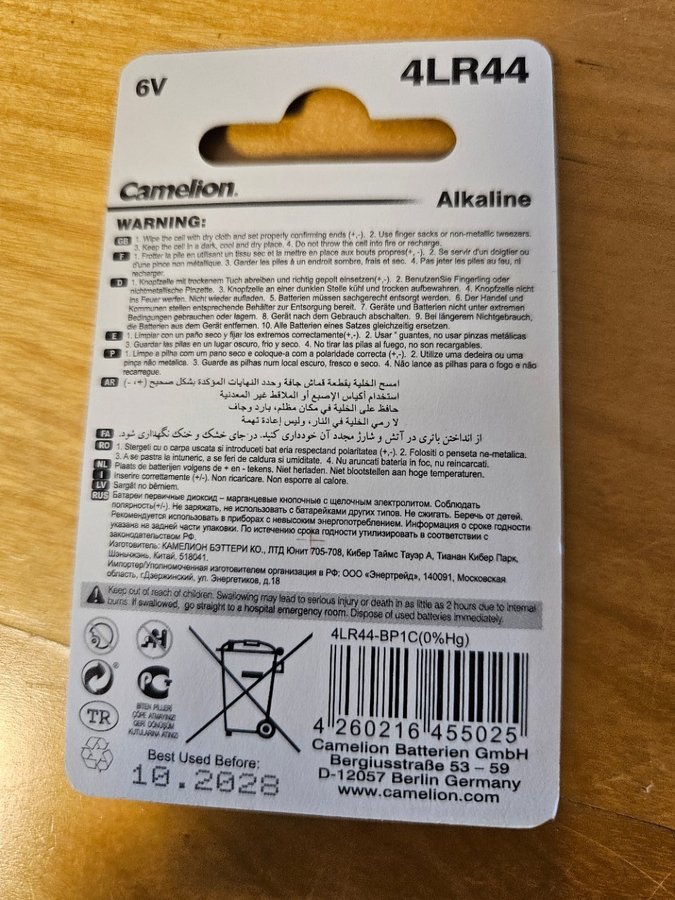 6V
4LR44
Camelion.
Alkaline
WARNING:
GB 1. Wipe the cell with dry cloth and set properly confirming ends (+,-). 2. Use finger sacks or non-metallic tweezers.
3. Keep the cell in a dark, cool and dry place. 4. Do not throw the cell into fire or recharge.
F 1. Frotter la pile en utilisant un tissu sec et la mettre en place aux bouts propres(+, -). 2. Se servir d'un doigtier ou
d'une pince non métallique. 3. Garder les piles à un endroit sombre, frais et sec. 4. Pas jeter les piles au feu, ni
recharger.
D 1. Knopfzelle mit trockenem Tuch abreiben und richtig gepolt einsetzen(+,-). 2. BenutzenSie Fingerling oder
nichtmetallische Pinzette. 3. Knopfzelle an einer dunklen Stelle kühl und trocken aufbewahren. 4. Knopfzelle nicht
ins Feuer werfen. Nicht wieder aufladen. 5. Batterien müssen sachgerecht entsorgt werden. 6. Der Handel und
Kommunen stellen entsprechende Behälter zur Entsorgung bereit. 7. Geräte und Batterien nicht unter extremen
Bedingungen gebrauchen oder lagern. 8. Gerät nach dem Gebrauch abschalten. 9. Bei längerem Nichtgebrauch,
die Batterien aus dem Gerät entfernen. 10. Alle Batterien eines Satzes gleichzeitig ersetzen.
E 1. Limpiar con un paño seco y fijar los extremos correctamente(+,-). 2. Usar " guantes, no usar pinzas metálicas
3. Guardar las pilas en un lugar oscuro, frio y seco. 4. No tirar las pilas al fuego, no son recargables.
P 1. Limpe a pilha com um pano seco e coloque-a com a polaridade correcta (+,-). 2. Utilize uma dedeira ou uma
pinça não metalica. 3. Guarde as pilhas num local escuro, fresco e seco. 4. Não lance as pilhas para o fogo e não
recarregue.
AR امسح الخلية بقطعة قماش جافة وحدد النهايات المؤكدة بشكل صحيح (+، -)
استخدام أكياس الإصبع أو الملاقط غير المعدنية
حافظ على الخلية في مكان مظلم، بارد وجاف
لا رمي الخلية في النار، وليس إعادة تهمة
FA از انداختن باتری در آتش و شارژ مجدد آن خودداری کنید. در جای خشک و خنک نگهداری شود.
RO 1. Stergeti cu o carpa uscata si introduceti bat eria respectand polaritatea (+,-). 2. Folositi o penseta ne-metalica.
3. A se pastra la intuneric, a se feri de caldura si umiditate. 4. Nu aruncati bateria in foc, nu reincarcati.
NL Plaats de batterijen volgens de + en - tekens. Niet herladen. Niet blootstellen aan hoge temperaturen.
I Inserire correttamente (+/-). Non ricaricare. Non esporre al calore.
LV Sargāt no bērniem.
RUS Батареи первичные диоксид – марганцевые кнопочные с щелочным электролитом. Соблюдать
полярность(+/-). Не заряжать, не использовать с батарейками других типов. Не сжигать. Беречь от детей.
Рекомендуется использовать в приборах с невысоким энергопотреблением. Информация о сроке годности
указана на задней части упаковки. По истечению срока годности утилизировать в соответствии с
законодательством РФ.
Изготовитель: КАМЕЛИОН БЭТТЕРИ КО., ЛТД Юнит 705-708, Кибер Таймс Тауэр А, Тианан Кибер Парк,
Шэньчжэнь, Китай, 518041.
Импортер/Уполномоченная изготовителем организация в РФ: ООО «Энертрейд», 140091, Московская
область, г.Дзержинский, ул. Энергетиков, д.18
Keep out of reach of children. Swallowing may lead to serious injury or death in as little as 2 hours due to internal
burns. If swallowed, go straight to a hospital emergency room. Dispose of used batteries immediately.
4LR44-BP1C(0%Hg)
BİTEN PİLLERİ
ÇÖPE ATMAYINIZ
GERİ DÖNÜŞÜM
KUTULARINA ATINIZ
TR
4 260216 455025
Best Used Before:
10.2028
Camelion Batterien GmbH
Bergiusstraße 53 – 59
D-12057 Berlin Germany
www.camelion.com